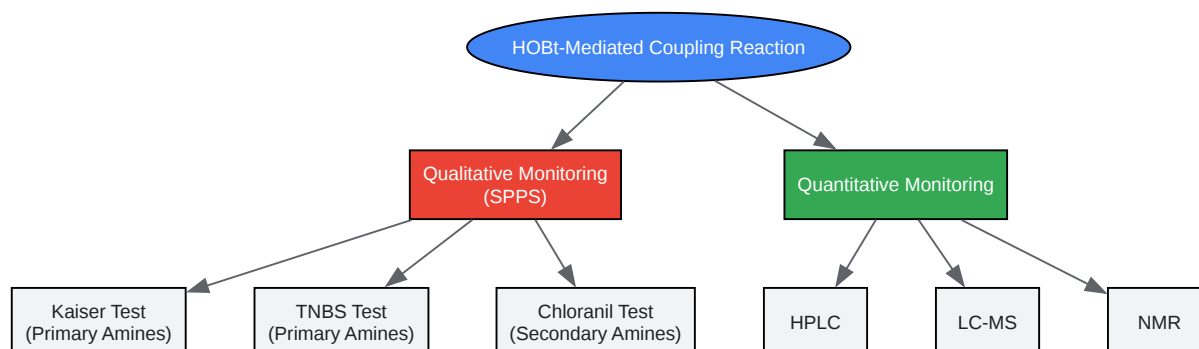 HOBt-Mediated Coupling Reaction
Qualitative Monitoring
(SPPS)
Quantitative Monitoring
Kaiser Test
(Primary Amines)
TNBS Test
(Primary Amines)
Chloranil Test
(Secondary Amines)
HPLC
LC-MS
NMR